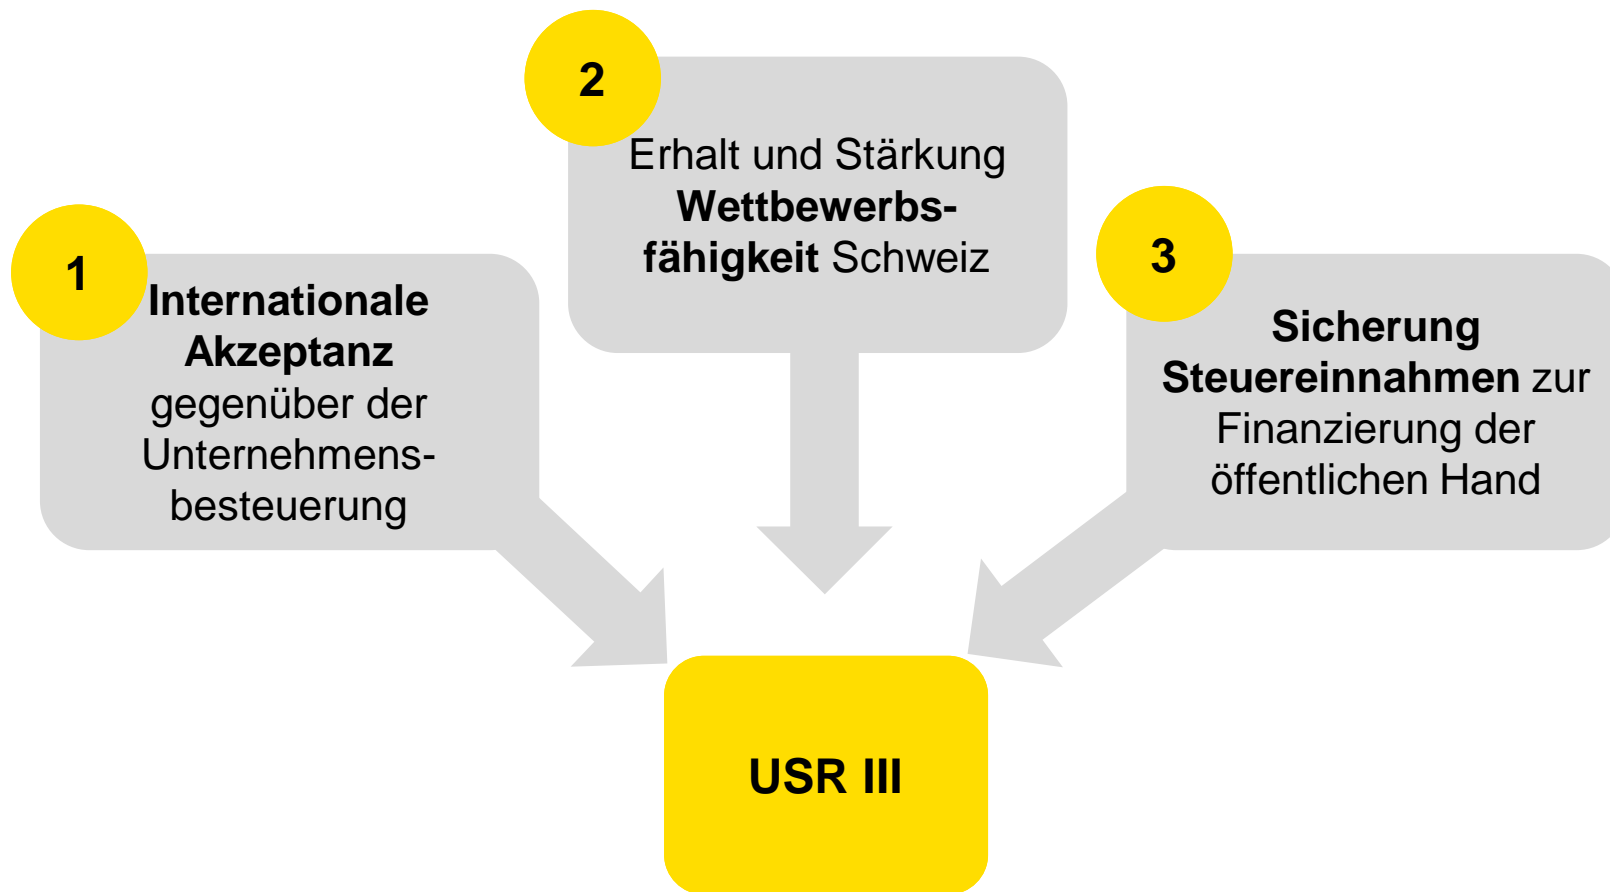 1
Internationale
Akzeptanz
gegenüber der
Unternehmens-
besteuerung
2
Erhalt und Stärkung
Wettbewerbs-
fähigkeit Schweiz
3
Sicherung
Steuereinnahmen zur
Finanzierung der
öffentlichen Hand
USR III